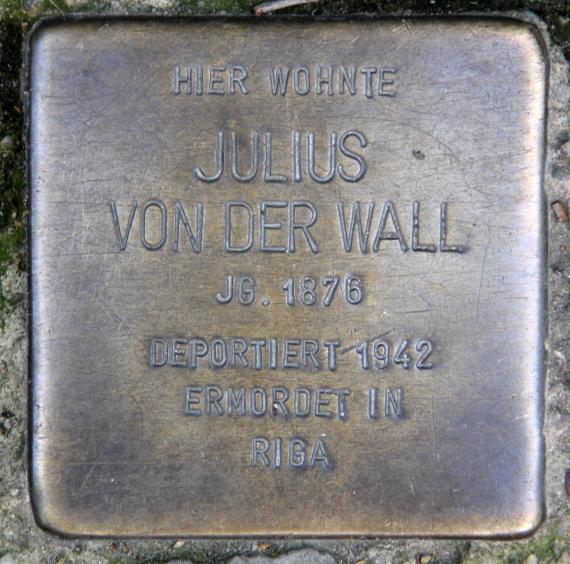 HIER WOHNTE
JULIUS
VON DER WALL
JG. 1876
DEPORTIERT 1942
ERMORDET IN
RIGA